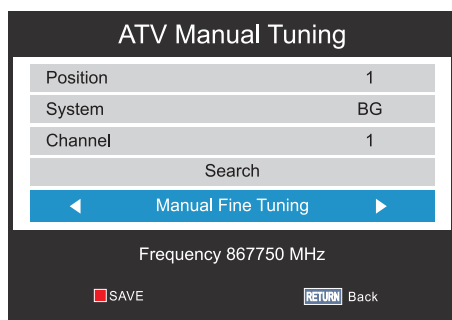 ATV Manual Tuning
Position 1
System BG
Channel 1
Search
Manual Fine Tuning
Frequency 867750 MHz
SAVE RETURN Back